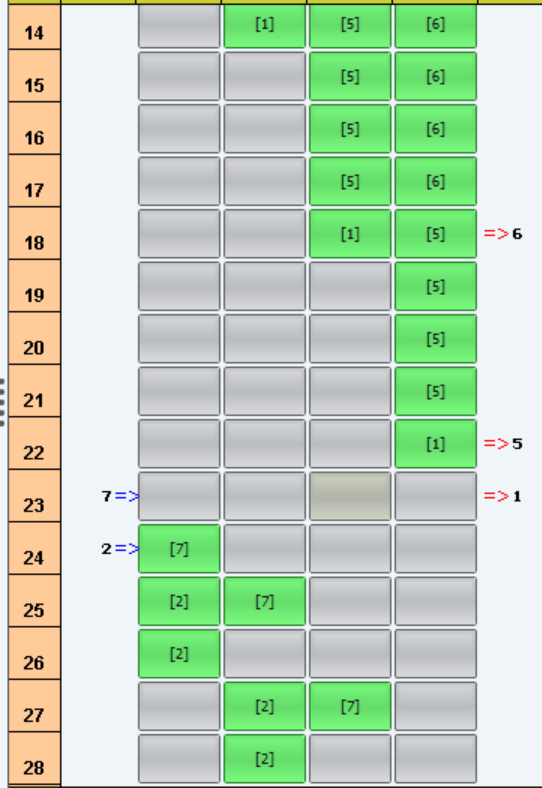 14 [1] [5] [6]
15 [5] [6]
16 [5] [6]
17 [5] [6]
18 [1] [5] =>6
19 [5]
20 [5]
21 [5]
22 [1] =>5
23 7=> =>1
24 2=> [7]
25 [2] [7]
26 [2]
27 [2] [7]
28 [2]